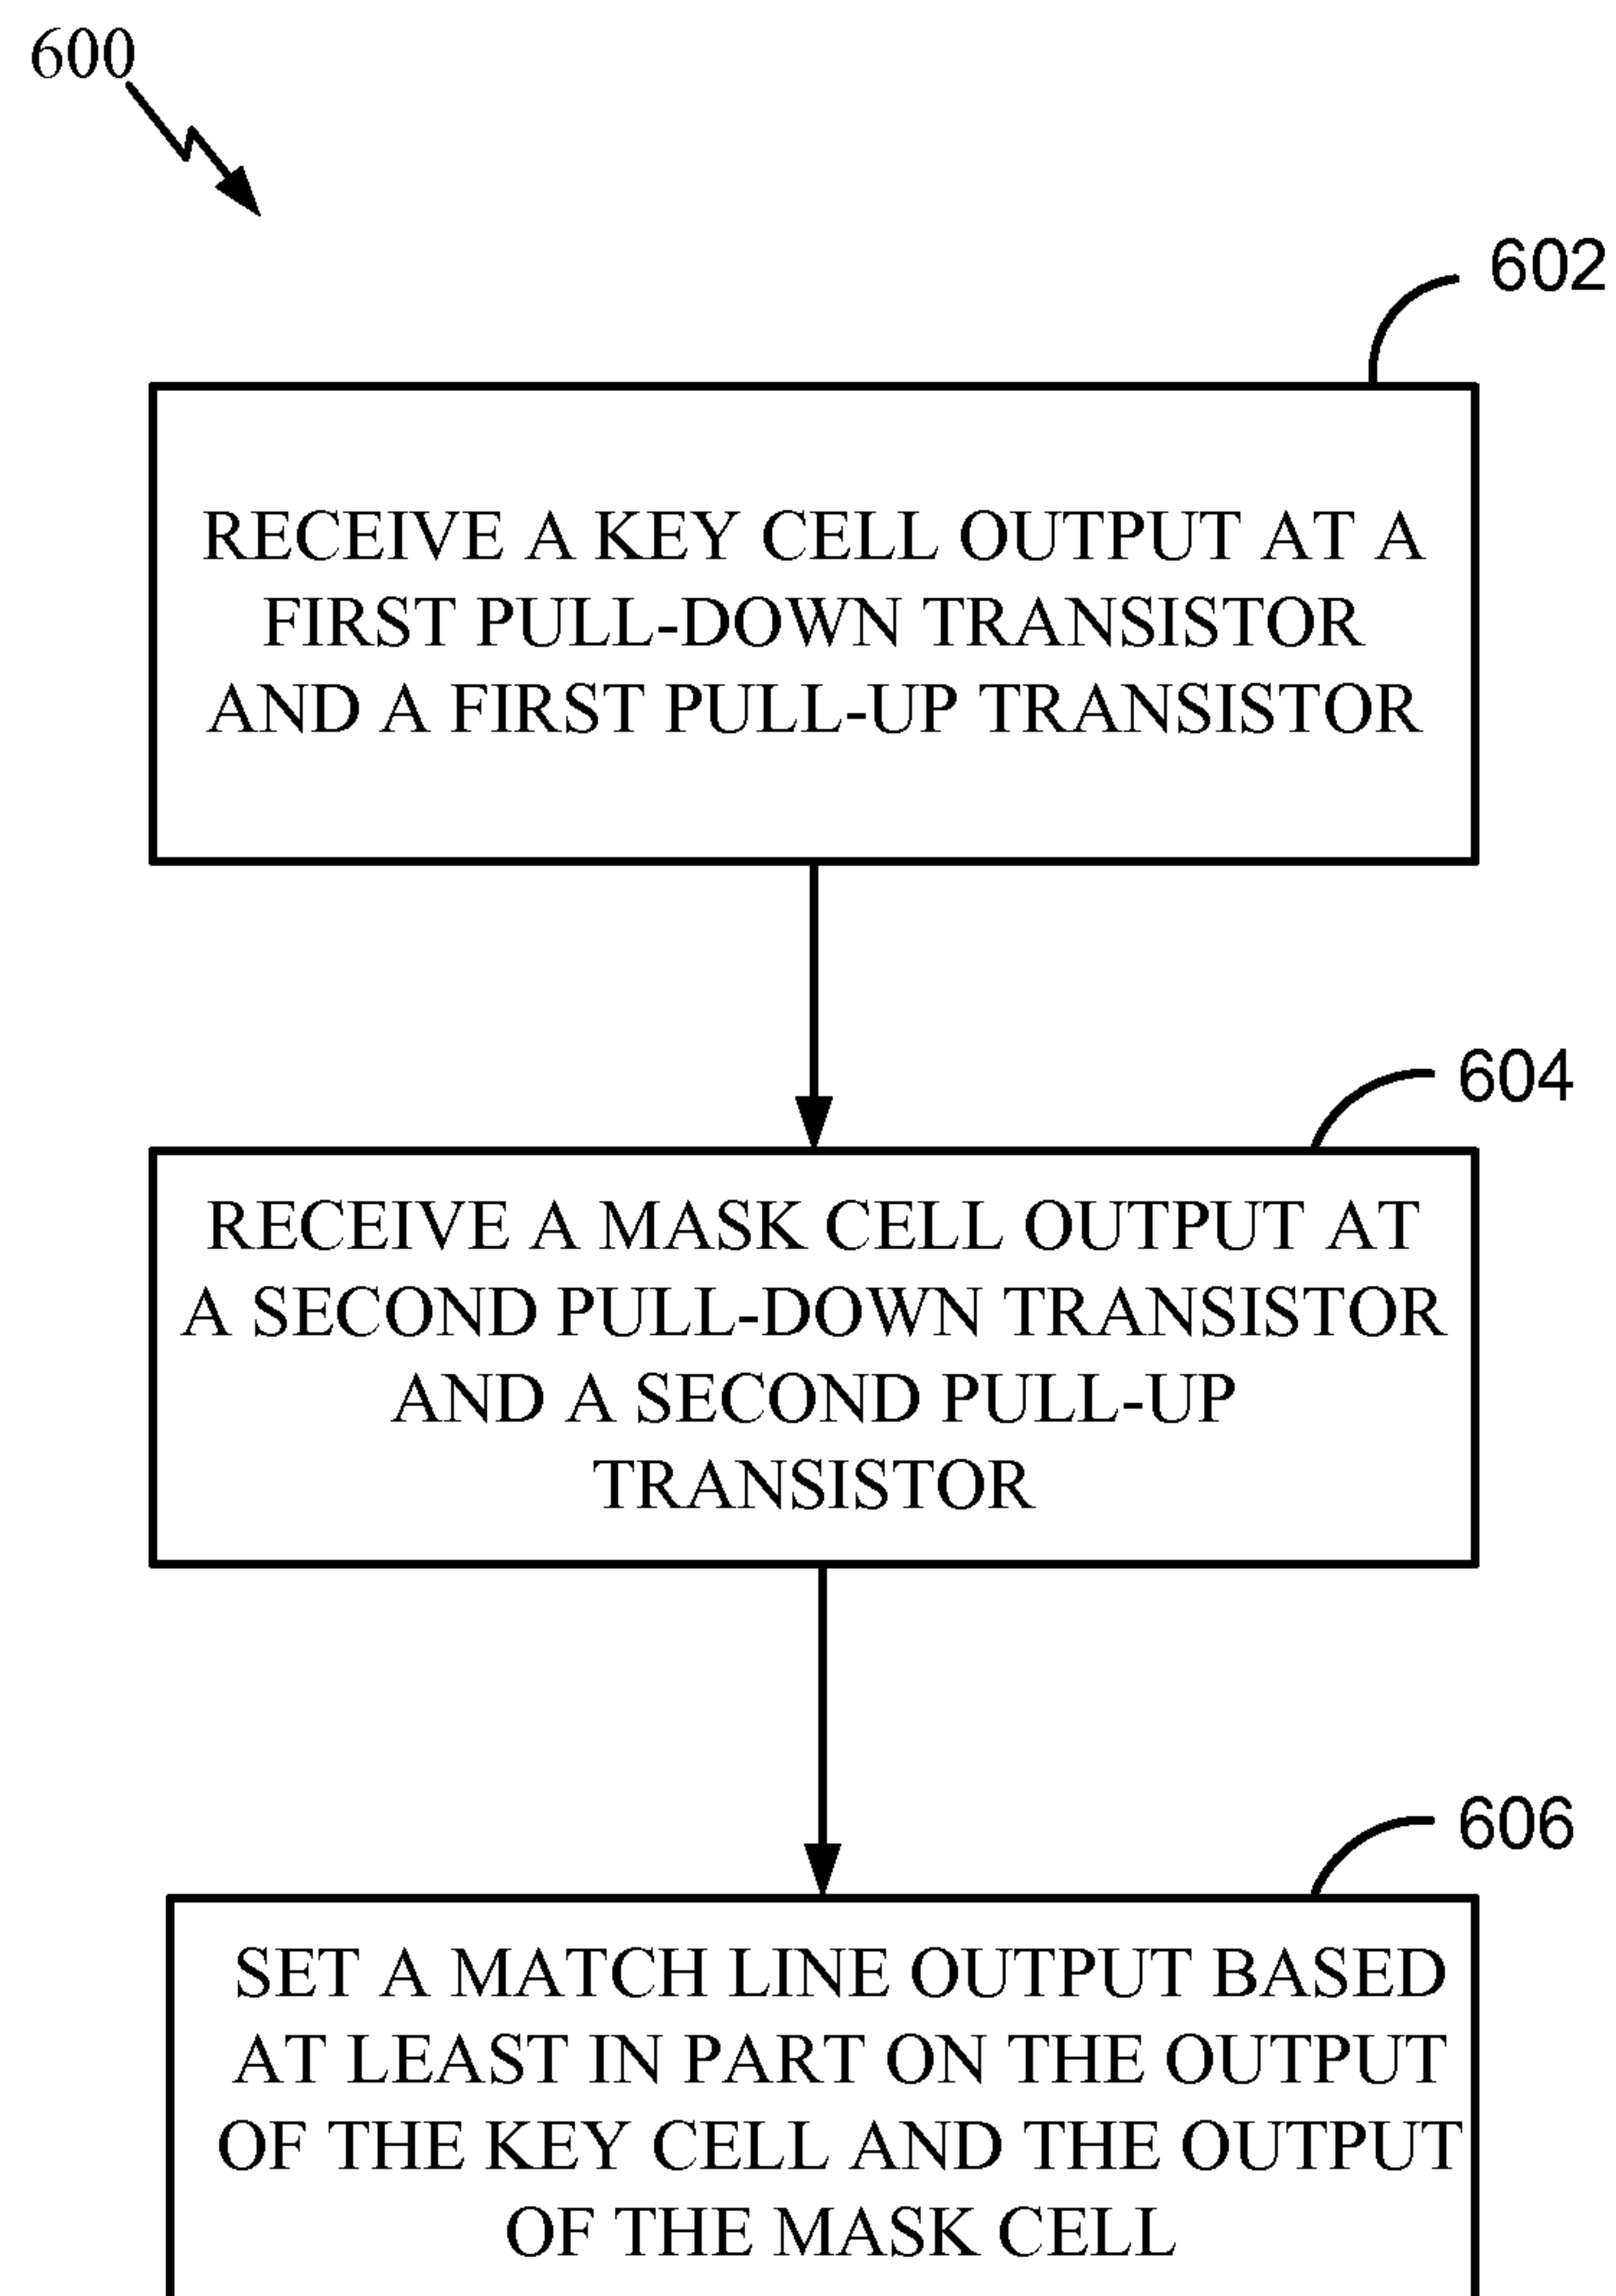 600
602
RECEIVE A KEY CELL OUTPUT AT A
FIRST PULL-DOWN TRANSISTOR
AND A FIRST PULL-UP TRANSISTOR
604
RECEIVE A MASK CELL OUTPUT AT
A SECOND PULL-DOWN TRANSISTOR
AND A SECOND PULL-UP
TRANSISTOR
606
SET A MATCH LINE OUTPUT BASED
AT LEAST IN PART ON THE OUTPUT
OF THE KEY CELL AND THE OUTPUT
OF THE MASK CELL